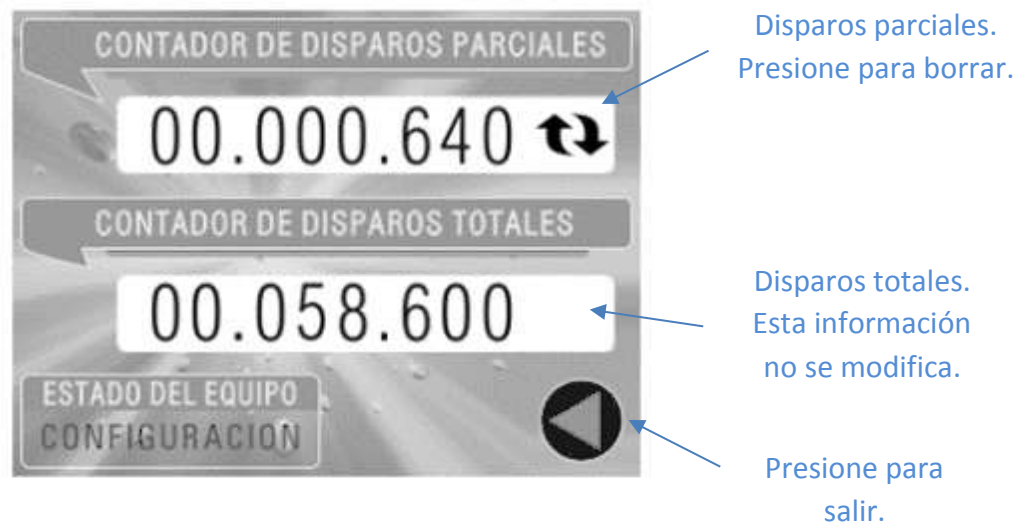 CONTADOR DE DISPAROS PARCIALES
00.000.640
CONTADOR DE DISPAROS TOTALES
00.058.600
ESTADO DEL EQUIPO
CONFIGURACION
Disparos parciales.
Presione para borrar.
Disparos totales.
Esta información
no se modifica.
Presione para
salir.